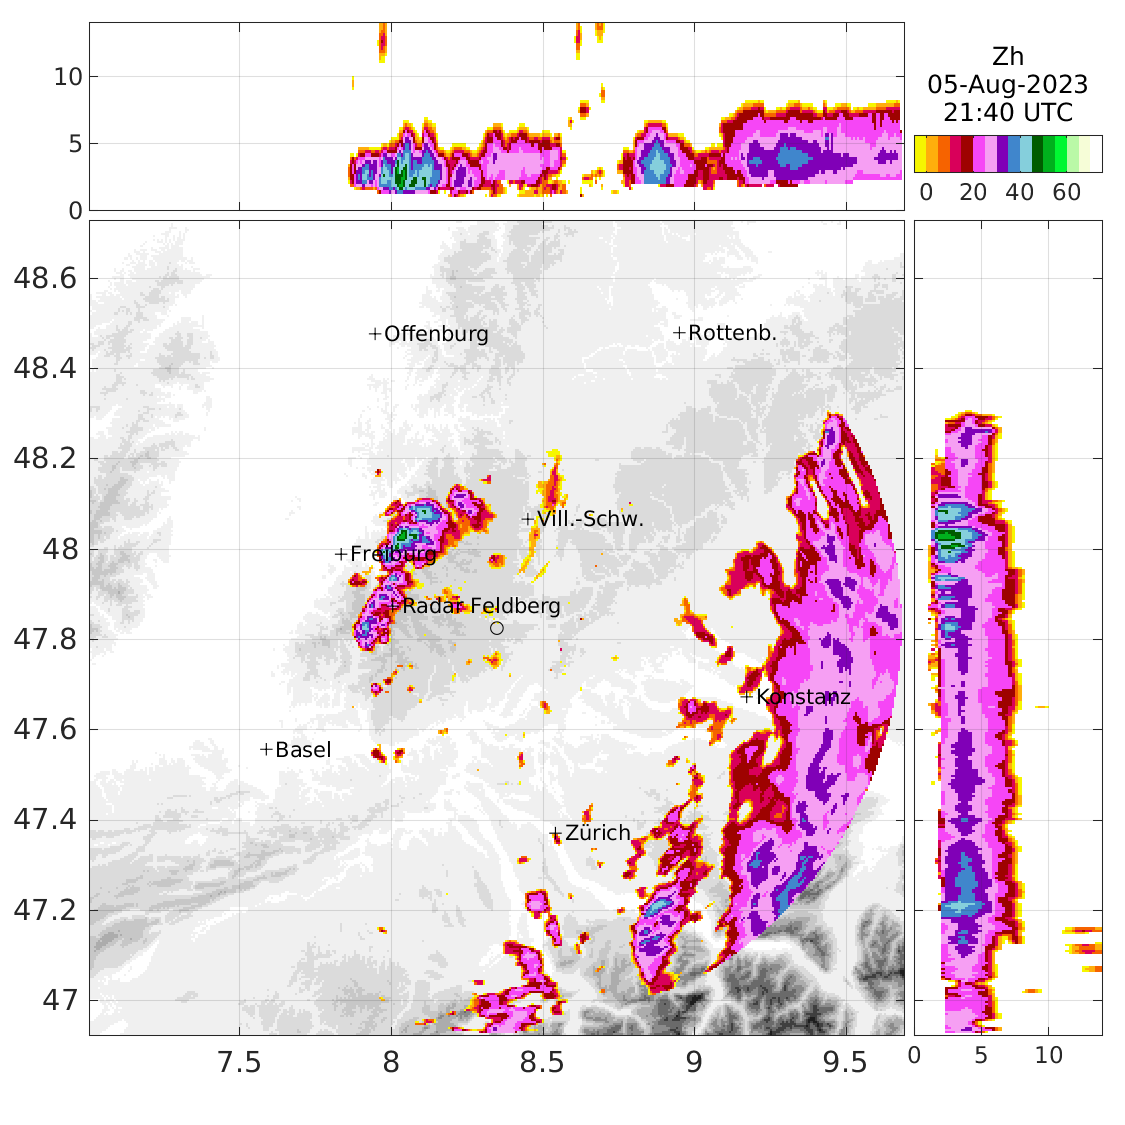 10
5
0
Zh
05-Aug-2023
21:40 UTC
0 20 40 60
48.6
48.4
48.2
48
47.8
47.6
47.4
47.2
47
+Offenburg
+Rottenb.
+Vill.-Schw.
+Freiburg
+Radar Feldberg
+Konstanz
+Basel
+Zürich
7.5 8 8.5 9 9.5
0 5 10